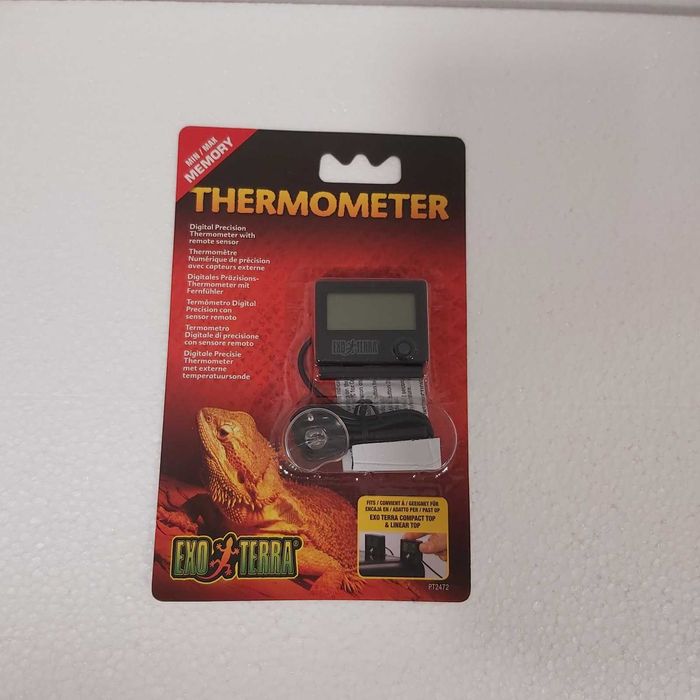 MIN / MAX
MEMORY
THERMOMETER
Digital Precision
Thermometer with
remote sensor
Thermomètre
Numérique de précision
avec capteurs externe
Digitales Präzisions-
Thermometer mit
Fernfühler
Termómetro Digital
Precisión con
sensor remoto
Termometro
Digitale di precisione
con sensore remoto
Digitale Precisie
Thermometer
met externe
temperatuursonde
EXO TERRA
FITS / CONVIENT À / GEEIGNET FÜR
ENCAJA EN / ADATTO PER / PAST OP
EXO TERRA COMPACT TOP
& LINEAR TOP
EXO TERRA®
PT2472